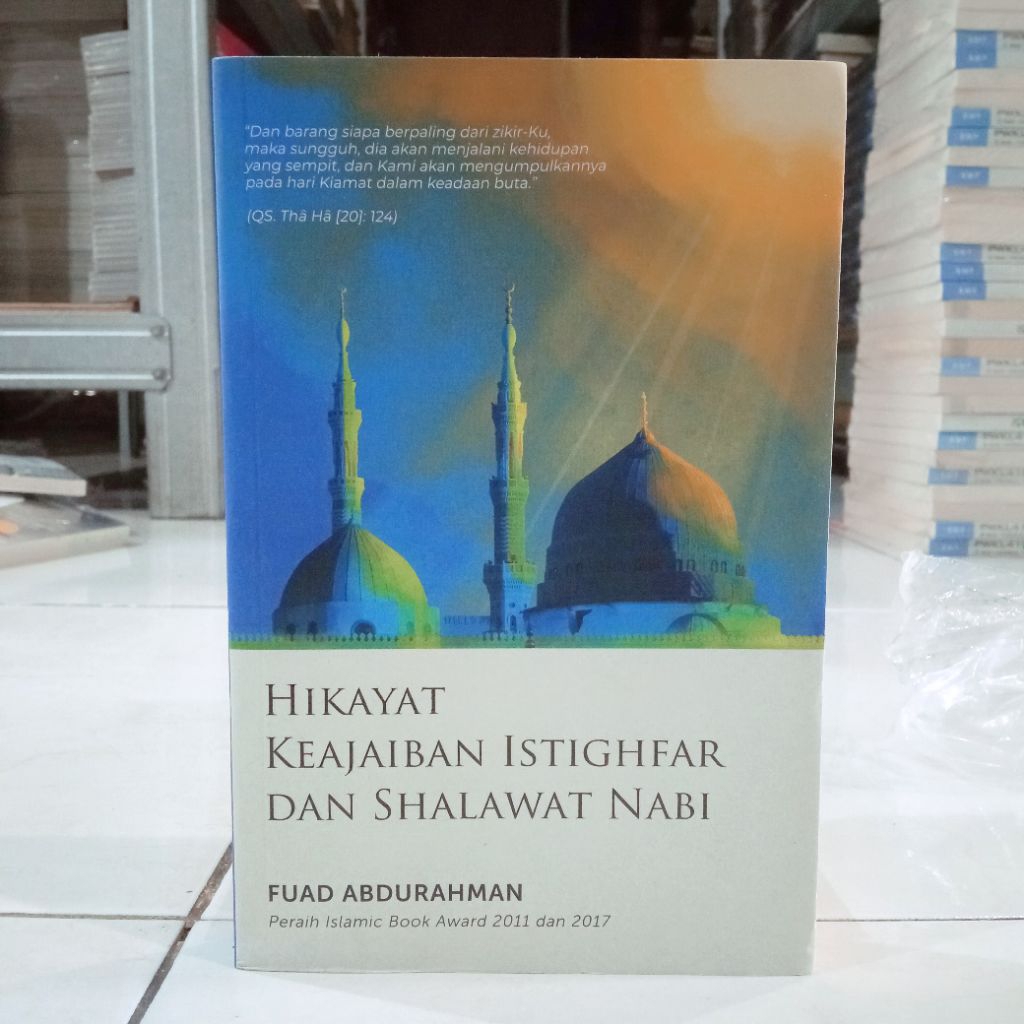 "Dan barang siapa berpaling dari zikir-Ku,
maka sungguh, dia akan menjalani kehidupan
yang sempit, dan Kami akan mengumpulkannya
pada hari Kiamat dalam keadaan buta."
(QS. Thâ Hâ [20]: 124)
HIKAYAT
KEAJAIBAN ISTIGHFAR
DAN SHALAWAT NABI
FUAD ABDURAHMAN
Peraih Islamic Book Award 2011 dan 2017